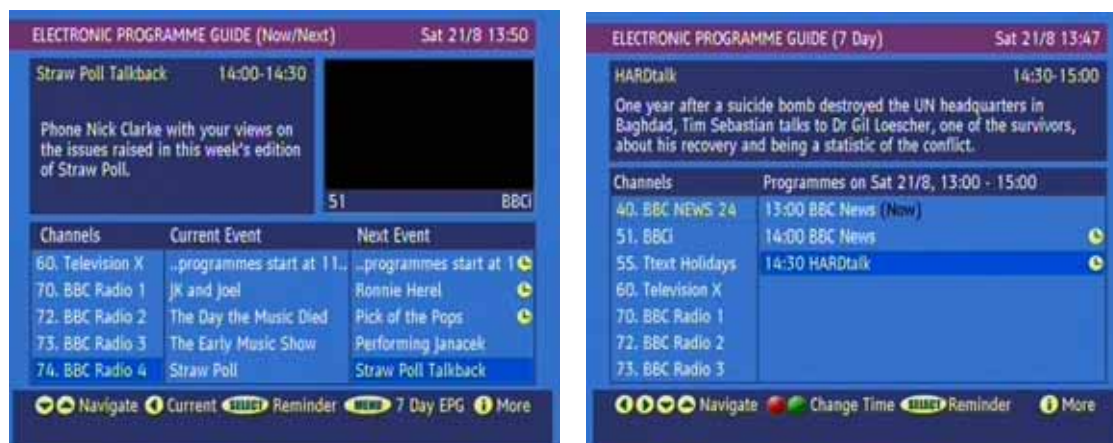 ELECTRONIC PROGRAMME GUIDE (Now/Next) Sat 21/8 13:50
Straw Poll Talkback 14:00-14:30
Phone Nick Clarke with your views on
the issues raised in this week's edition
of Straw Poll.
51 BBCi
Channels Current Event Next Event
60. Television X ..programmes start at 11.. ..programmes start at 1
70. BBC Radio 1 JK and Joel Ronnie Herel
72. BBC Radio 2 The Day the Music Died Pick of the Pops
73. BBC Radio 3 The Early Music Show Performing Janacek
74. BBC Radio 4 Straw Poll Straw Poll Talkback
Navigate Current SELECT Reminder MENU 7 Day EPG i More
ELECTRONIC PROGRAMME GUIDE (7 Day) Sat 21/8 13:47
HARDtalk 14:30-15:00
One year after a suicide bomb destroyed the UN headquarters in
Baghdad, Tim Sebastian talks to Dr Gil Loescher, one of the survivors,
about his recovery and being a statistic of the conflict.
Channels Programmes on Sat 21/8, 13:00 - 15:00
40. BBC NEWS 24 13:00 BBC News (Now)
51. BBCi 14:00 BBC News
55. Ttext Holidays 14:30 HARDtalk
60. Television X
70. BBC Radio 1
72. BBC Radio 2
73. BBC Radio 3
Navigate Change Time SELECT Reminder i More